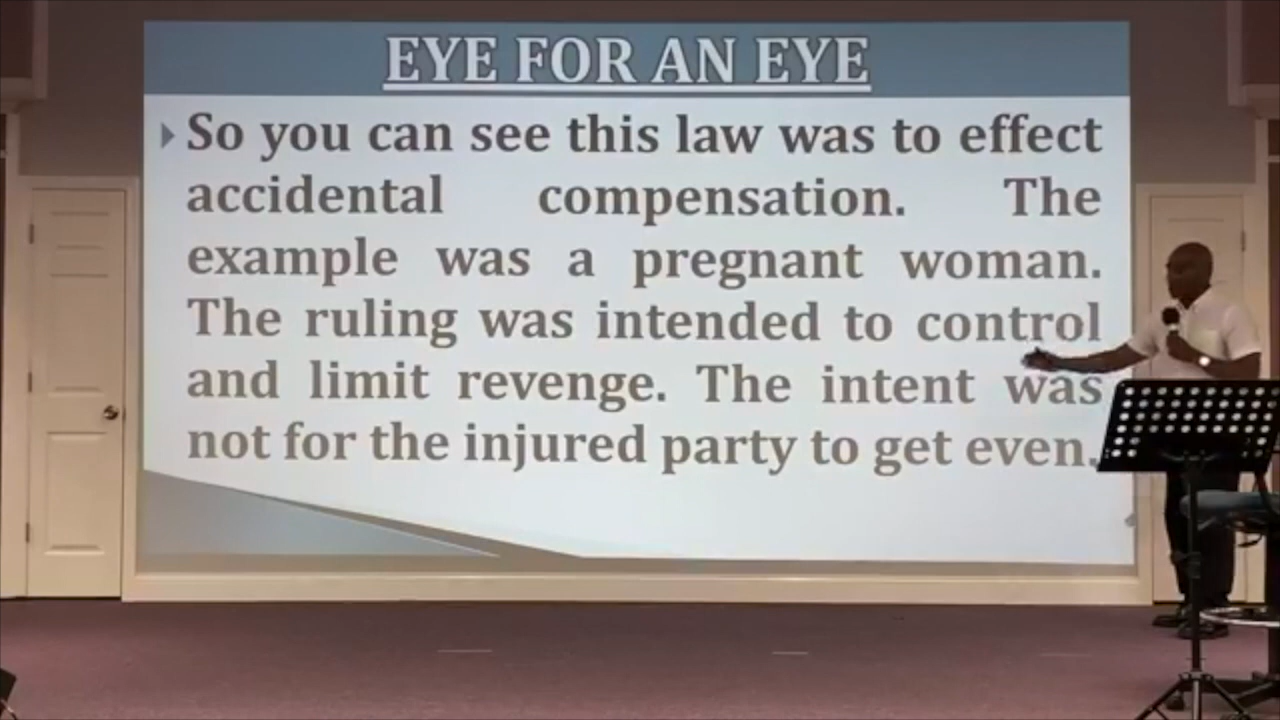 EYE FOR AN EYE
So you can see this law was to effect
accidental compensation. The
example was a pregnant woman.
The ruling was intended to control
and limit revenge. The intent was
not for the injured party to get even.